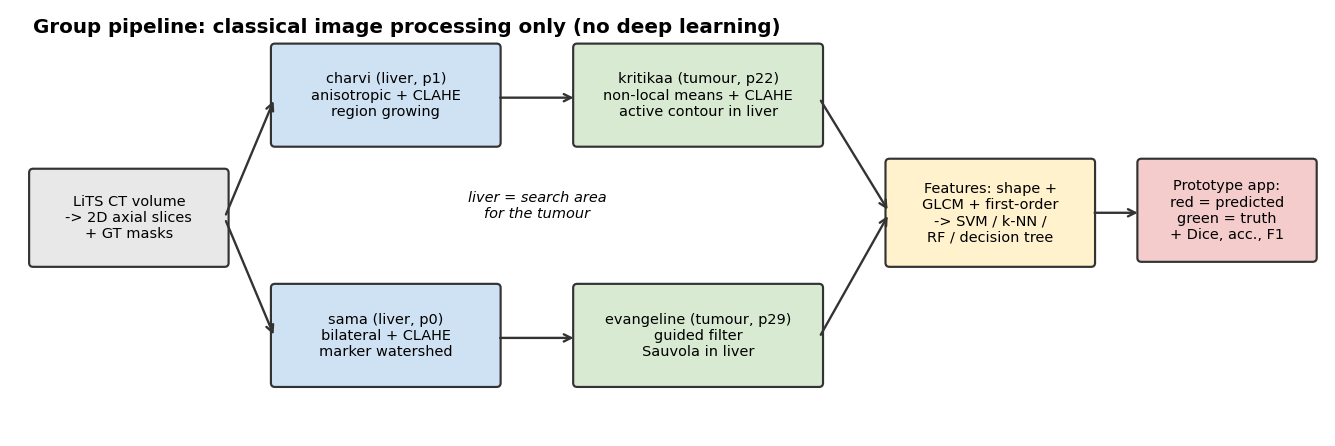 Group pipeline: classical image processing only (no deep learning)
LiTS CT volume
-> 2D axial slices
+ GT masks
charvi (liver, p1)
anisotropic + CLAHE
region growing
kritikaa (tumour, p22)
non-local means + CLAHE
active contour in liver
liver = search area
for the tumour
sama (liver, p0)
bilateral + CLAHE
marker watershed
evangeline (tumour, p29)
guided filter
Sauvola in liver
Features: shape +
GLCM + first-order
-> SVM / k-NN /
RF / decision tree
Prototype app:
red = predicted
green = truth
+ Dice, acc., F1